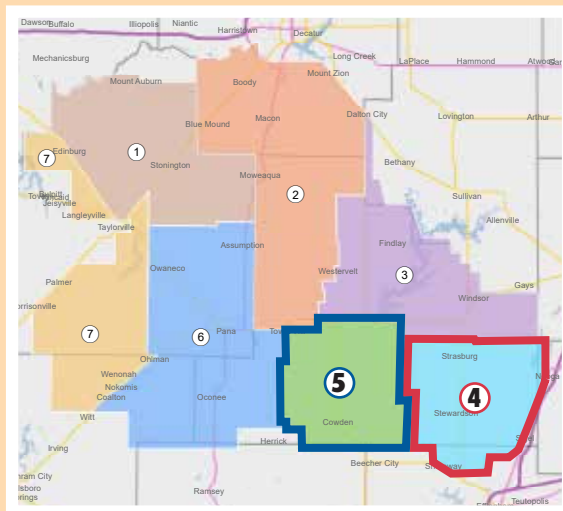 Dawson Buffalo Illiopolis Niantic
Harristown Decatur
Mechanicsburg Long Creek
LaPlace Hammond Atwood
Mount Auburn Boody Mount Zion
Blue Mound Macon Dalton City Lovington Arthur
Edinburg 1
7 Stonington Bethany
Moweaqua 2 Sullivan
Jeisyville
Langleyville Allenville
Taylorville
Assumption Findlay
Owaneco Westervelt 3
Palmer Gays
Windsor
7 6 Pana
Ohlman Strasburg
Wenonah 5 4
Nokomis
Coalton Oconee
Witt Cowden Stewardson
Herrick
Irving Beecher City
Ramsey
Teutopolis